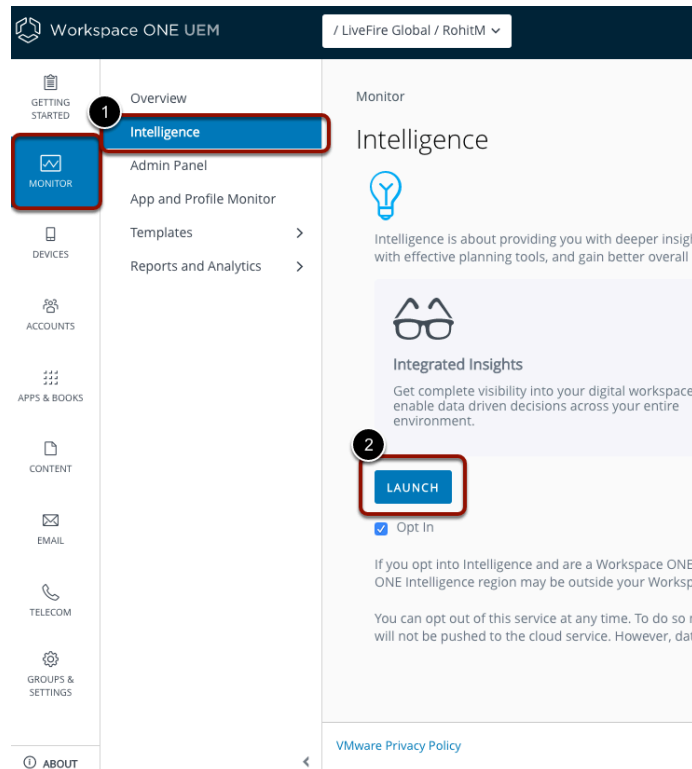 Workspace ONE UEM
/ LiveFire Global / RohitM
GETTING
STARTED
MONITOR
DEVICES
ACCOUNTS
APPS & BOOKS
CONTENT
EMAIL
TELECOM
GROUPS &
SETTINGS
ABOUT
1
Overview
Intelligence
Admin Panel
App and Profile Monitor
Templates
Reports and Analytics
Monitor
Intelligence
Intelligence is about providing you with deeper
with effective planning tools, and gain better overall
Integrated Insights
Get complete visibility into your digital workspace
enable data driven decisions across your entire
environment.
2
LAUNCH
Opt In
If you opt into Intelligence and are a Workspace ONE
ONE Intelligence region may be outside your
You can opt out of this service at any time. To do so
will not be pushed to the cloud service. However,
VMware Privacy Policy